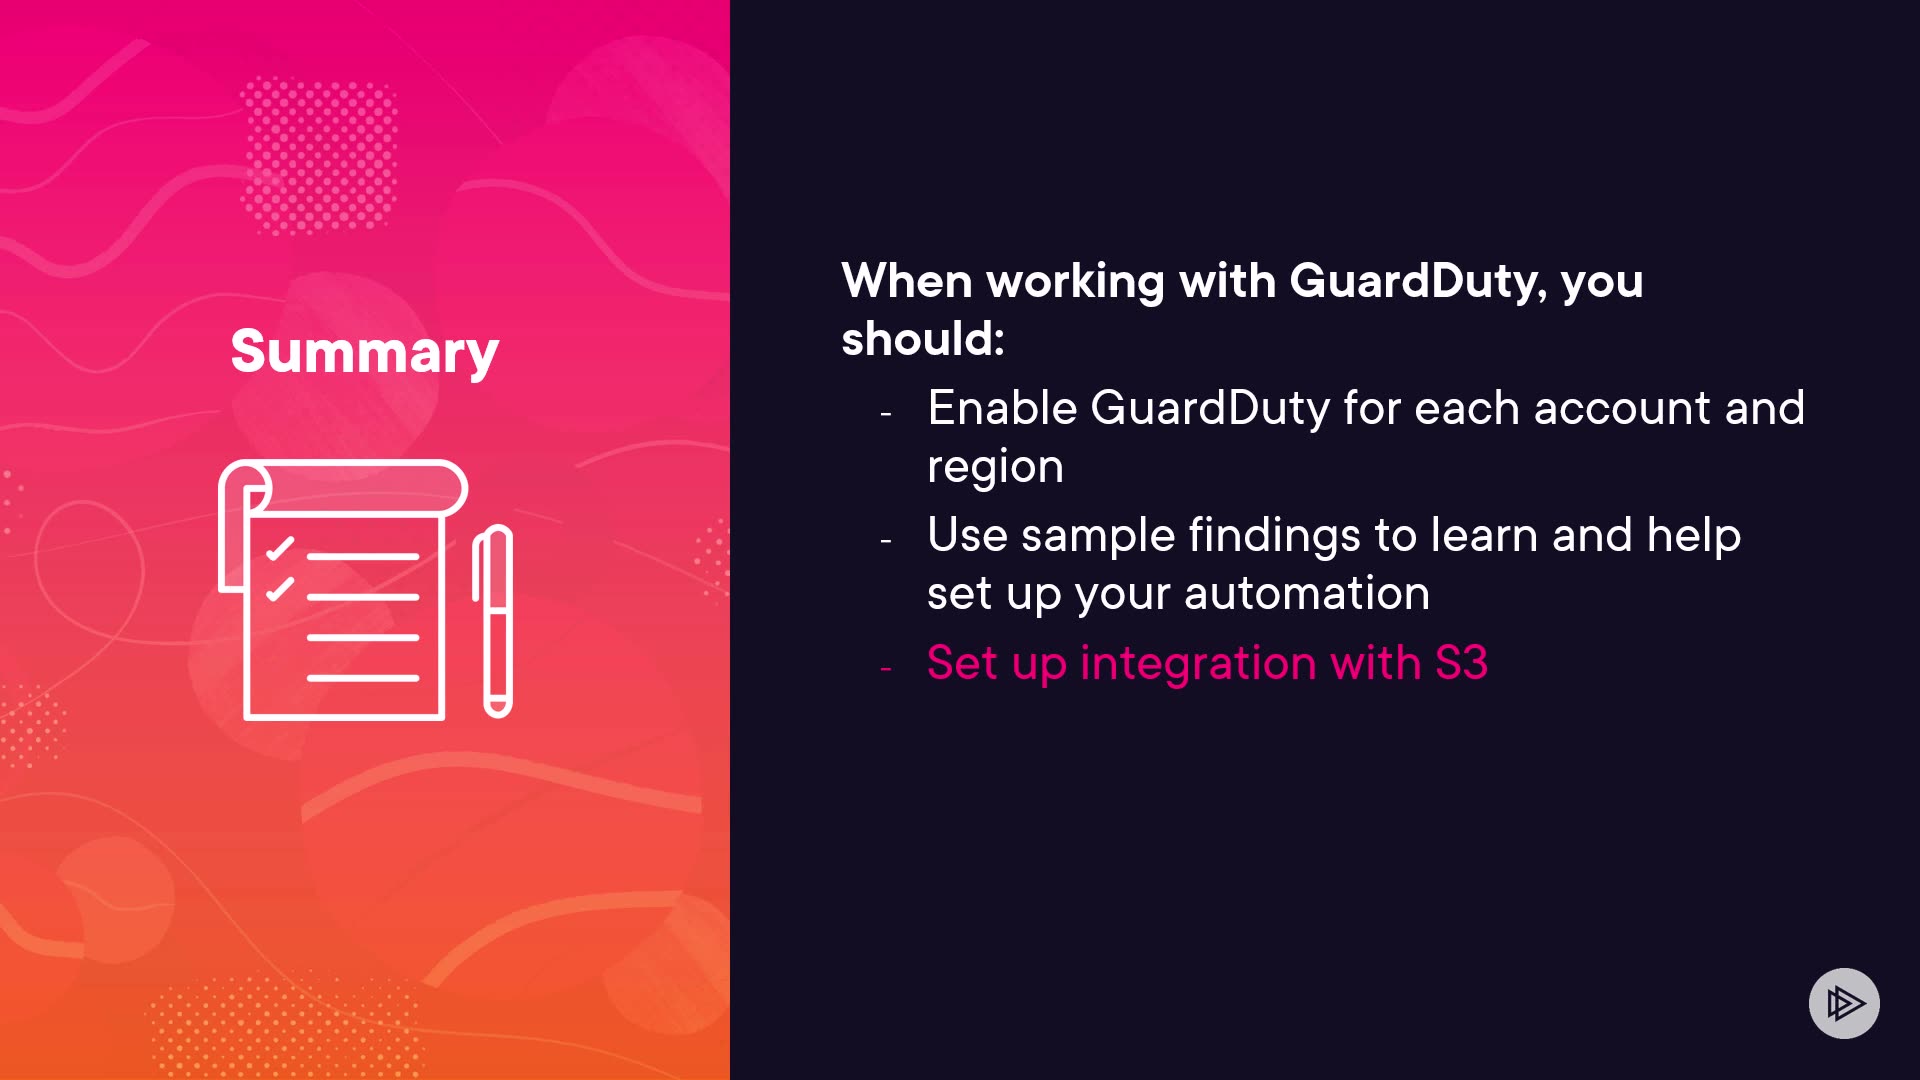 Summary
When working with GuardDuty, you
should:
- Enable GuardDuty for each account and
region
- Use sample findings to learn and help
set up your automation
- Set up integration with S3